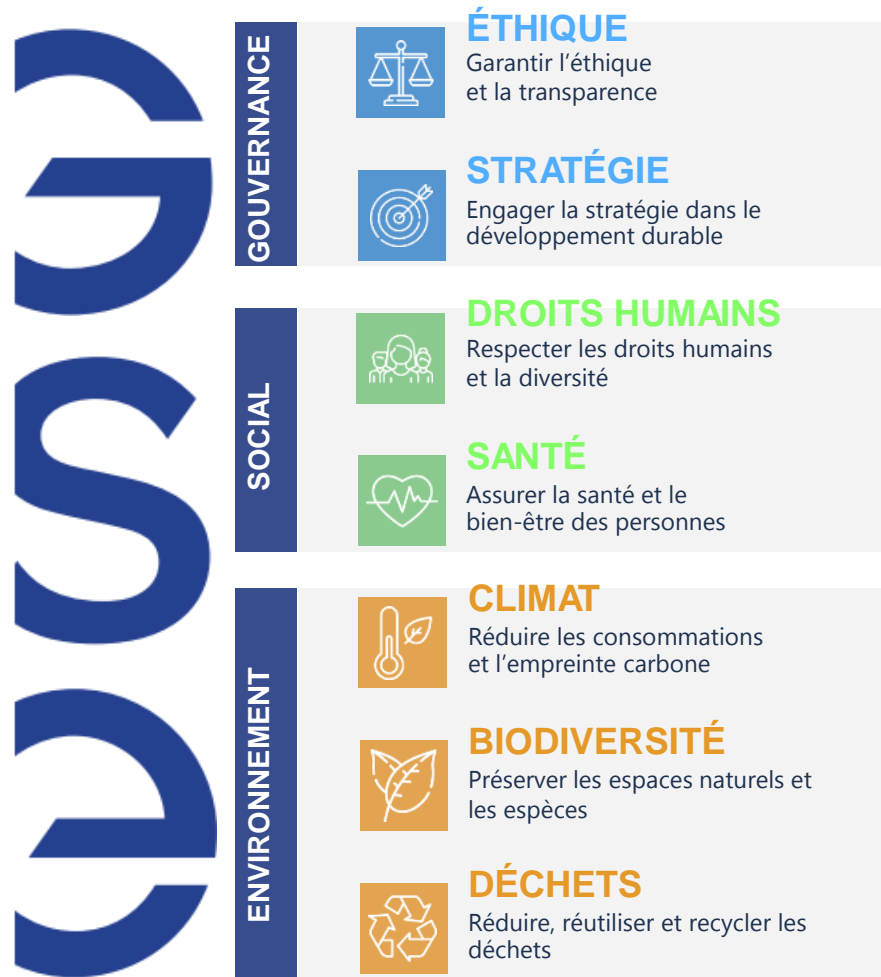 G
GOUVERNANCE
ÉTHIQUE
Garantir l’éthique
et la transparence
STRATÉGIE
Engager la stratégie dans le
développement durable
S
SOCIAL
DROITS HUMAINS
Respecter les droits humains
et la diversité
SANTÉ
Assurer la santé et le
bien-être des personnes
e
ENVIRONNEMENT
CLIMAT
Réduire les consommations
et l’empreinte carbone
BIODIVERSITÉ
Préserver les espaces naturels et
les espèces
DÉCHETS
Réduire, réutiliser et recycler les
déchets